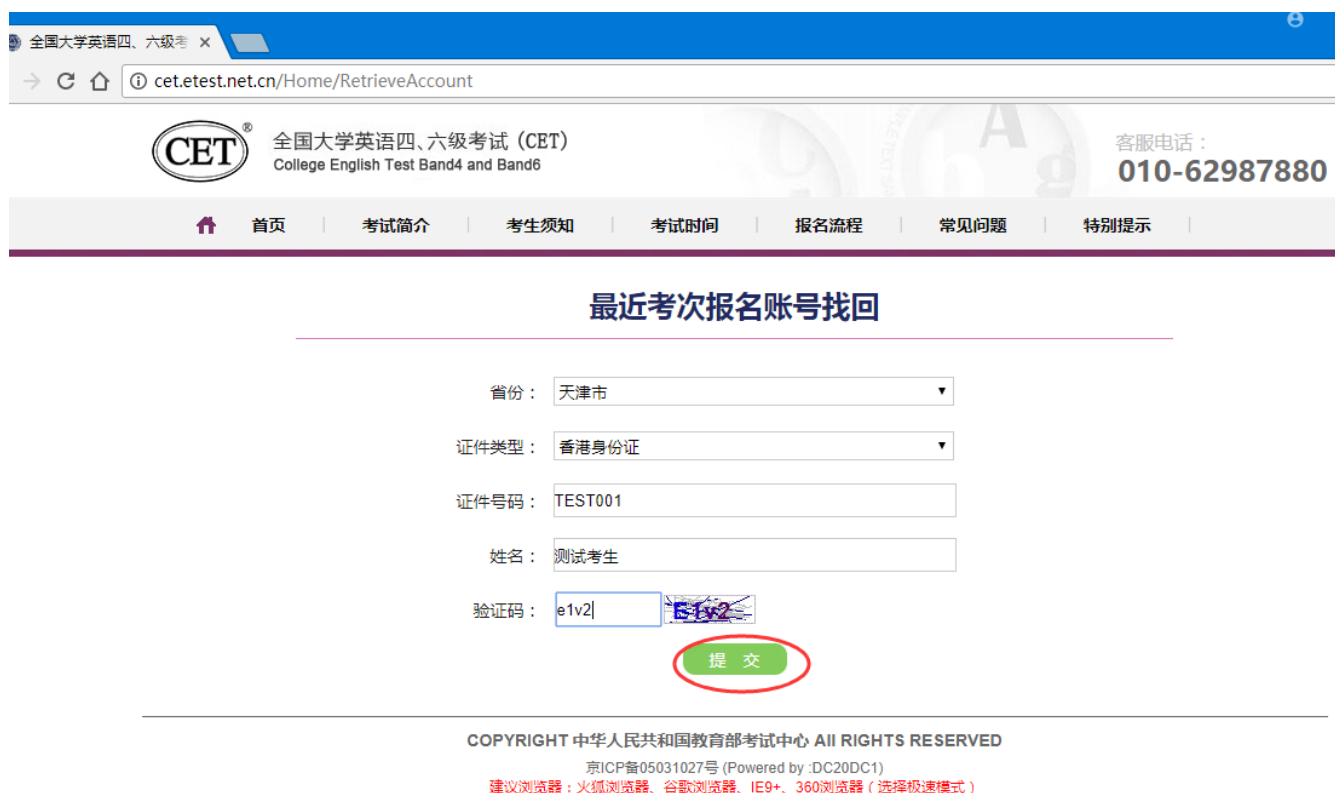 全国大学英语四、六级考
cet.etest.net.cn/Home/RetrieveAccount
CET®
全国大学英语四、六级考试（CET）
College English Test Band4 and Band6
客服电话：
010-62987880
首页 考试简介 考生须知 考试时间 报名流程 常见问题 特别提示
最近考次报名账号找回
省份： 天津市
证件类型： 香港身份证
证件号码： TEST001
姓名： 测试考生
验证码： e1v2 E1v2
提 交
COPYRIGHT 中华人民共和国教育部考试中心 All RIGHTS RESERVED
京ICP备05031027号 (Powered by :DC20DC1)
建议浏览器：火狐浏览器、谷歌浏览器、IE9+、360浏览器（选择极速模式）